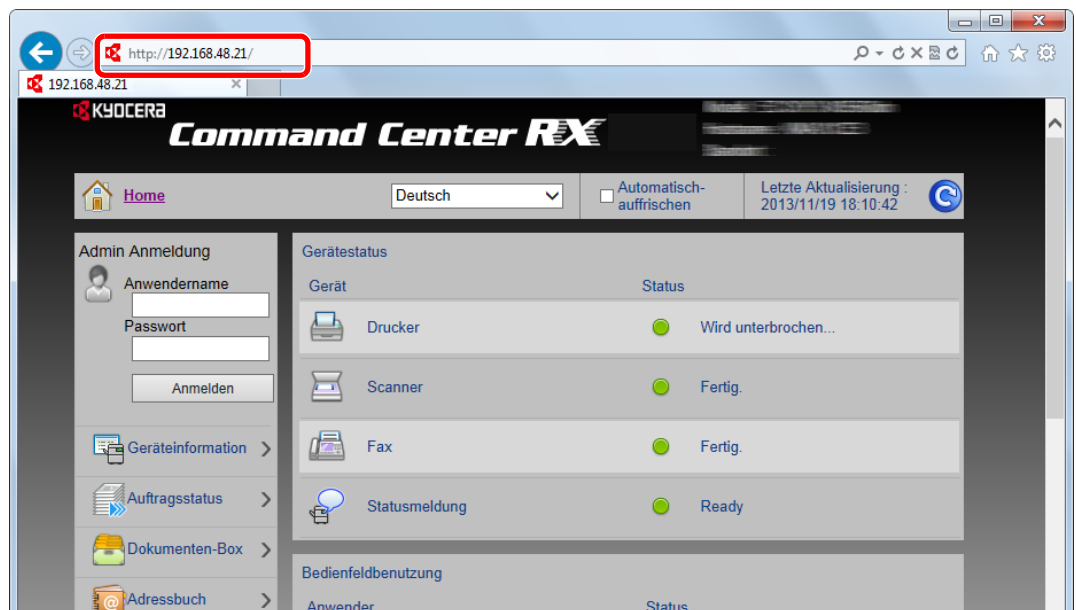 http://192.168.48.21/
192.168.48.21
KYOCERA
Command Center RX
Home
Deutsch
Automatisch-
auffrischen
Letzte Aktualisierung :
2013/11/19 18:10:42
Admin Anmeldung
Anwendername
Passwort
Anmelden
Geräteinformation
Auftragsstatus
Dokumenten-Box
Adressbuch
Gerätestatus
Gerät Status
Drucker Wird unterbrochen...
Scanner Fertig.
Fax Fertig.
Statusmeldung Ready
Bedienfeldbenutzung
Anwender Status